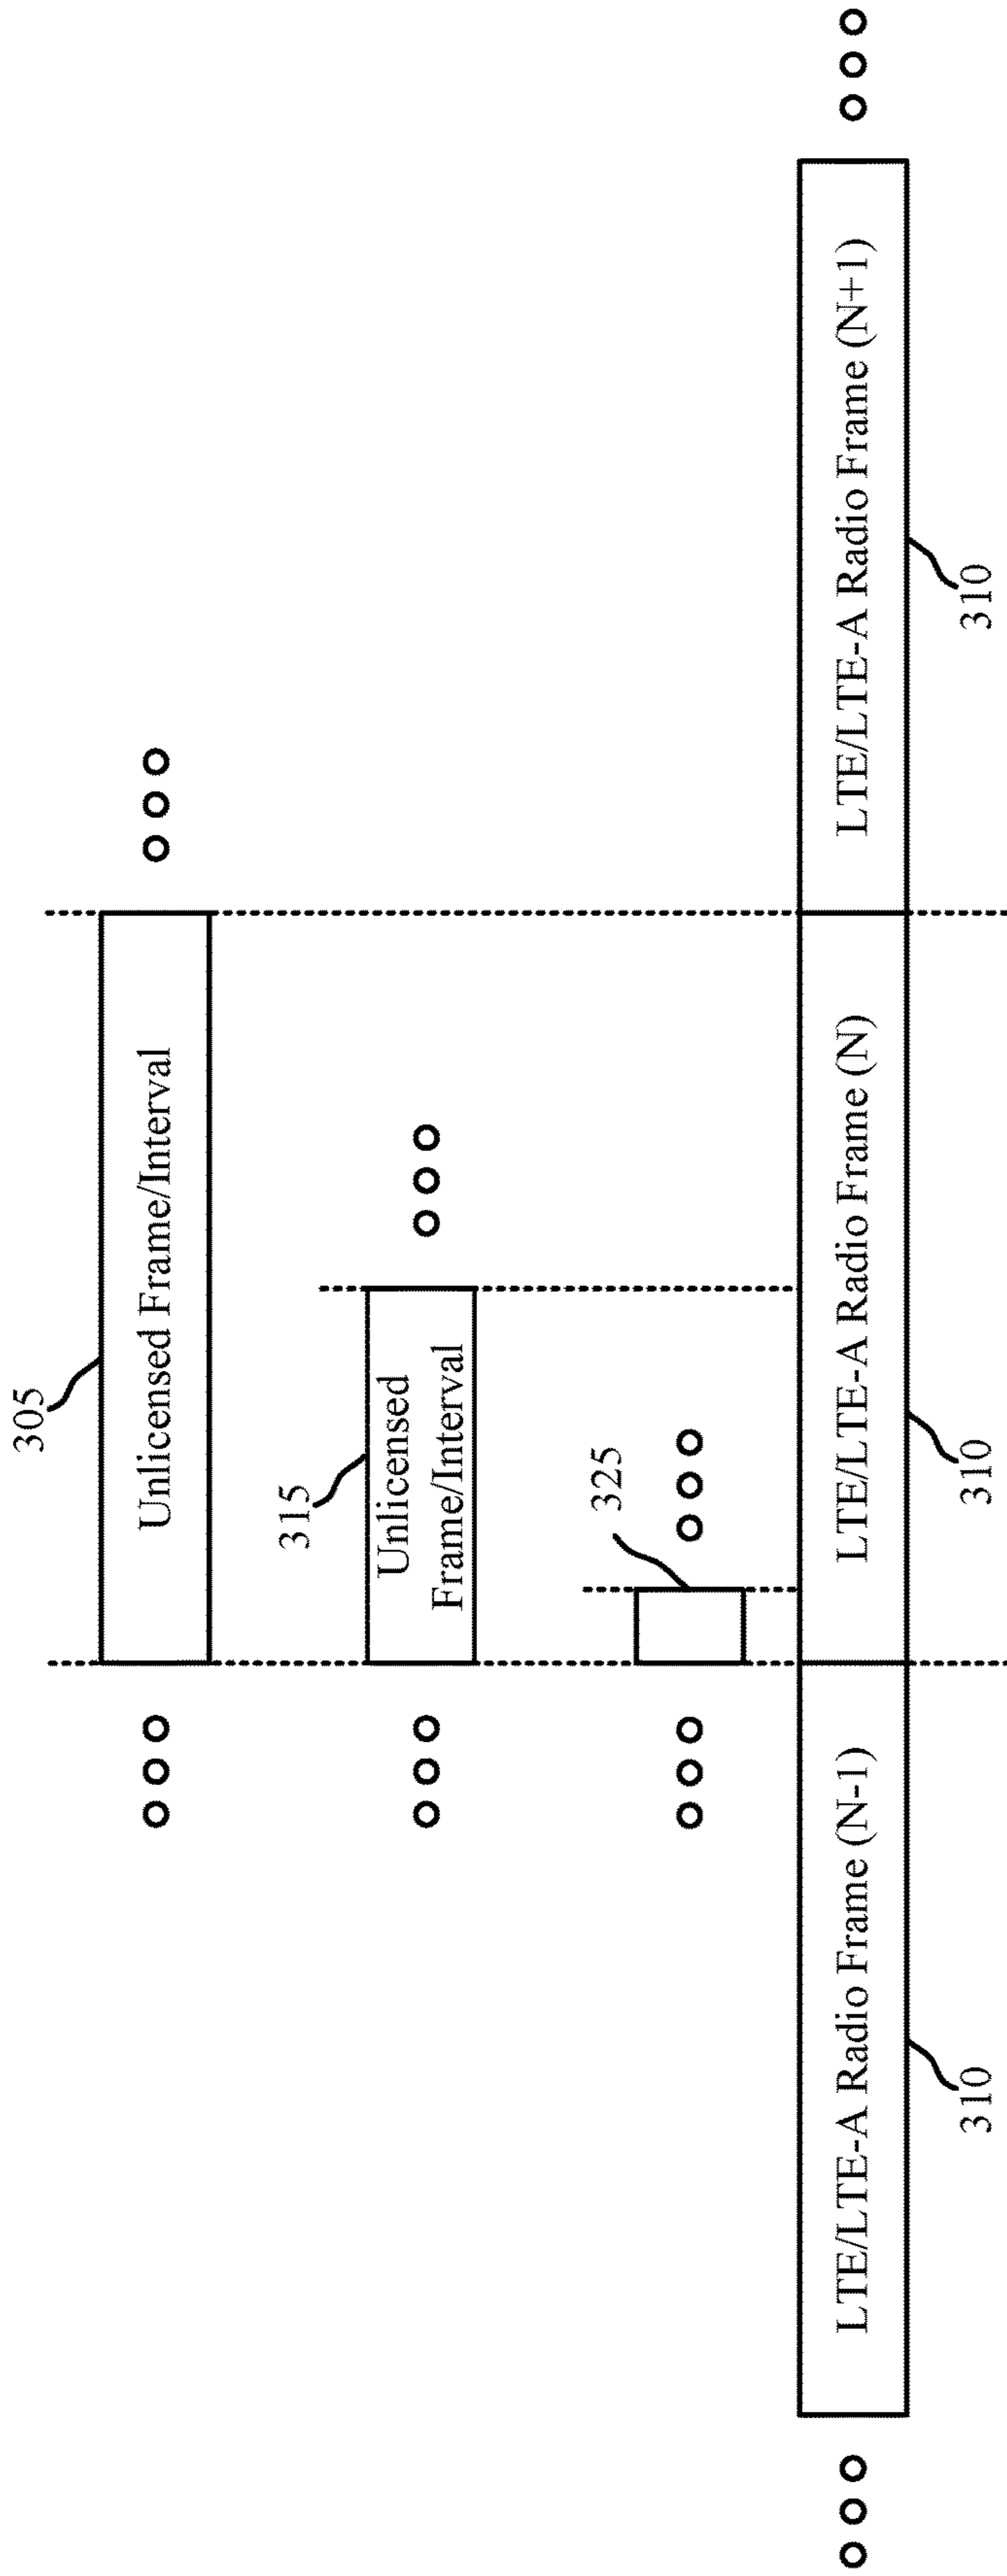 305
Unlicensed Frame/Interval
315
Unlicensed
Frame/Interval
325
LTE/LTE-A Radio Frame (N-1)
LTE/LTE-A Radio Frame (N)
LTE/LTE-A Radio Frame (N+1)
310
310
310